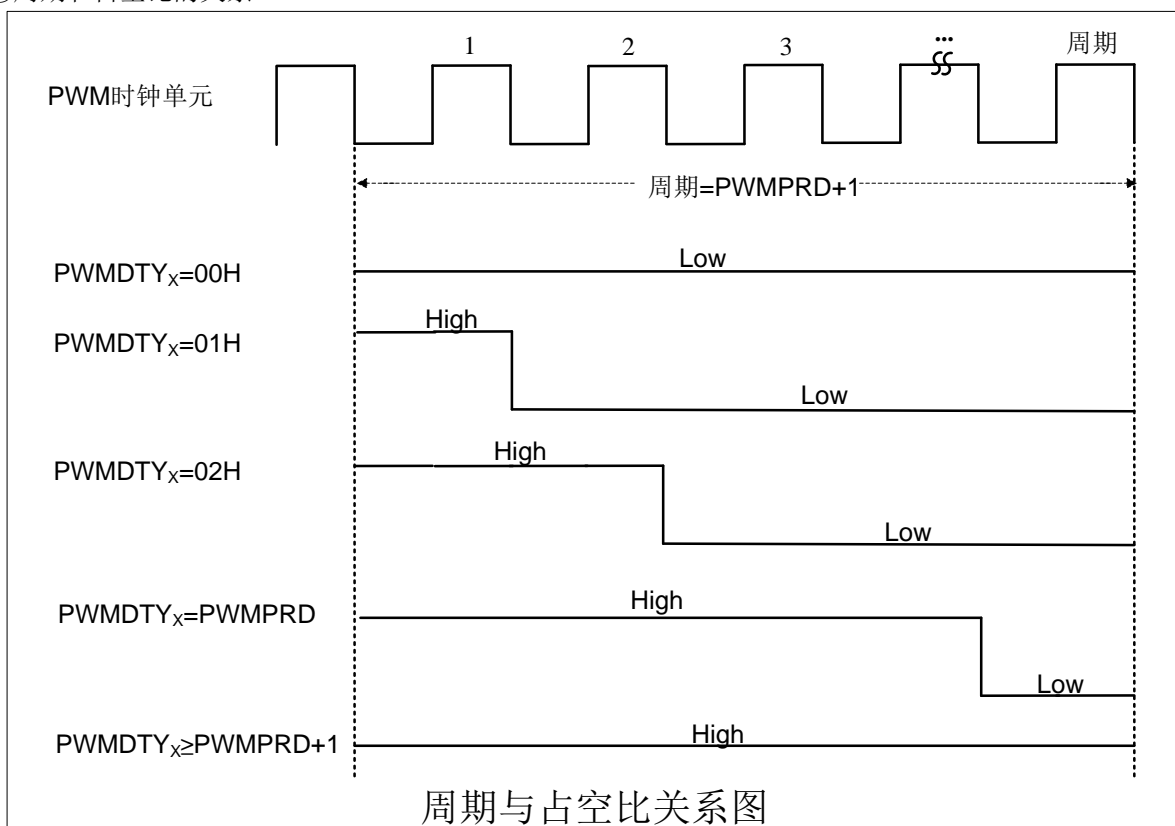 1 2 3 ... 周期
PWM时钟单元
周期=PWMPRD+1
PWMDTYX=00H Low
PWMDTYX=01H High Low
PWMDTYX=02H High Low
PWMDTYX=PWMPRD High Low
PWMDTYX≥PWMPRD+1 High
周期与占空比关系图